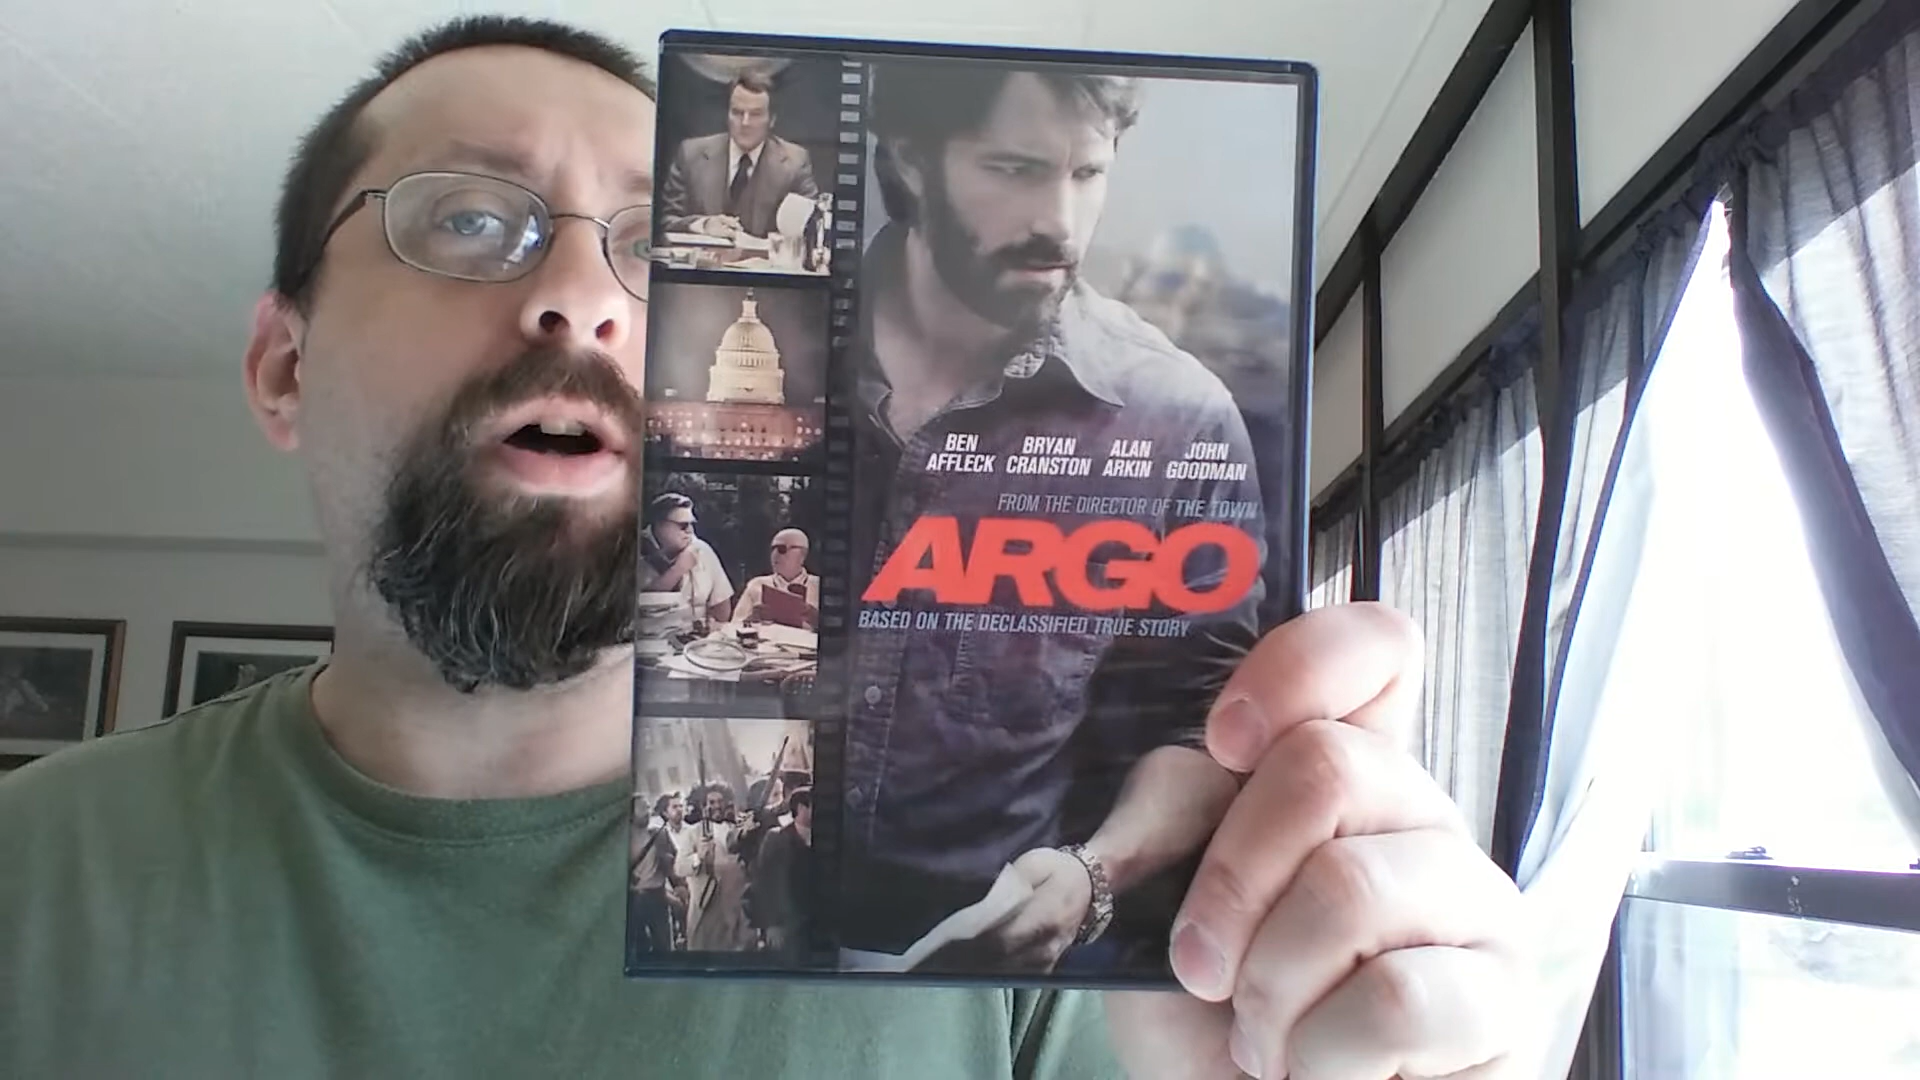 BEN BRYAN ALAN JOHN
AFFLECK CRANSTON ARKIN GOODMAN
FROM THE DIRECTOR OF THE TOWN
ARGO
BASED ON THE DECLASSIFIED TRUE STORY